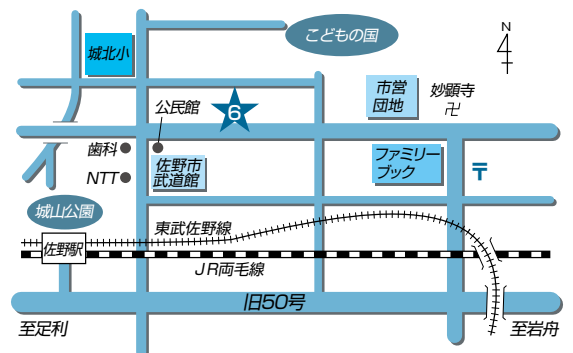 こどもの国
N
城北小
市営
団地
妙顕寺
卍
公民館
6
歯科
佐野市
武道館
ファミリー
ブック
〒
NTT
城山公園
東武佐野線
佐野駅
JR両毛線
旧50号
至足利
至岩舟